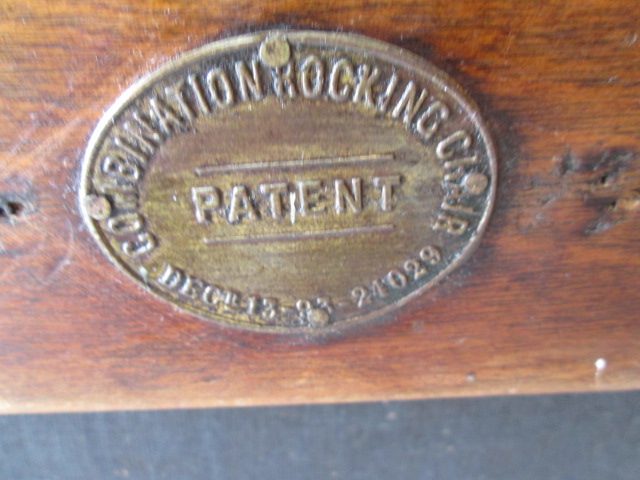 COMBINATION ROCKING CHAIR
PATENT
DECT 13-93-21029